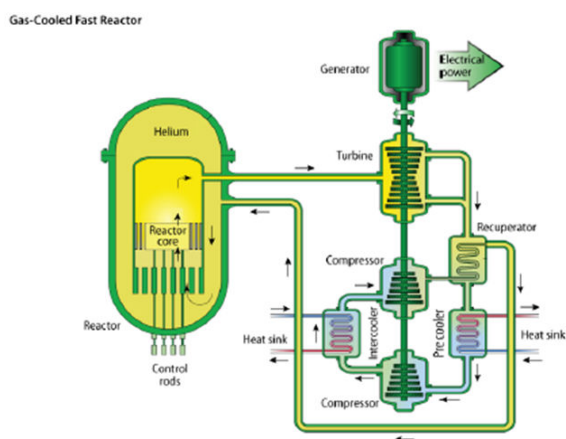 Gas-Cooled Fast Reactor
Generator
Electrical
power
Helium
Turbine
Reactor
core
Recuperator
Compressor
Reactor
Heat sink
Intercooler
Pre cooler
Heat sink
Control
rods
Compressor